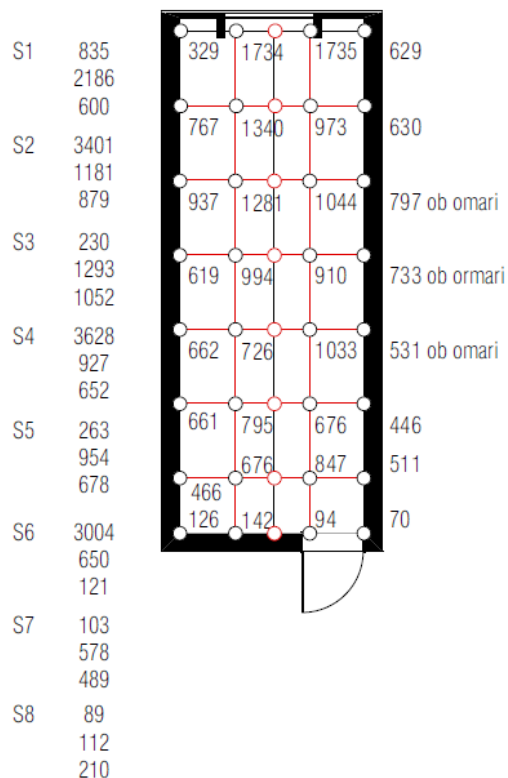 S1 835
2186
600
S2 3401
1181
879
S3 230
1293
1052
S4 3628
927
652
S5 263
954
678
S6 3004
650
121
S7 103
578
489
S8 89
112
210
329 1734 1735 629
767 1340 973 630
937 1281 1044 797 ob omari
619 994 910 733 ob ormari
662 726 1033 531 ob omari
661 795 676 446
466 676 847 511
126 142 94 70